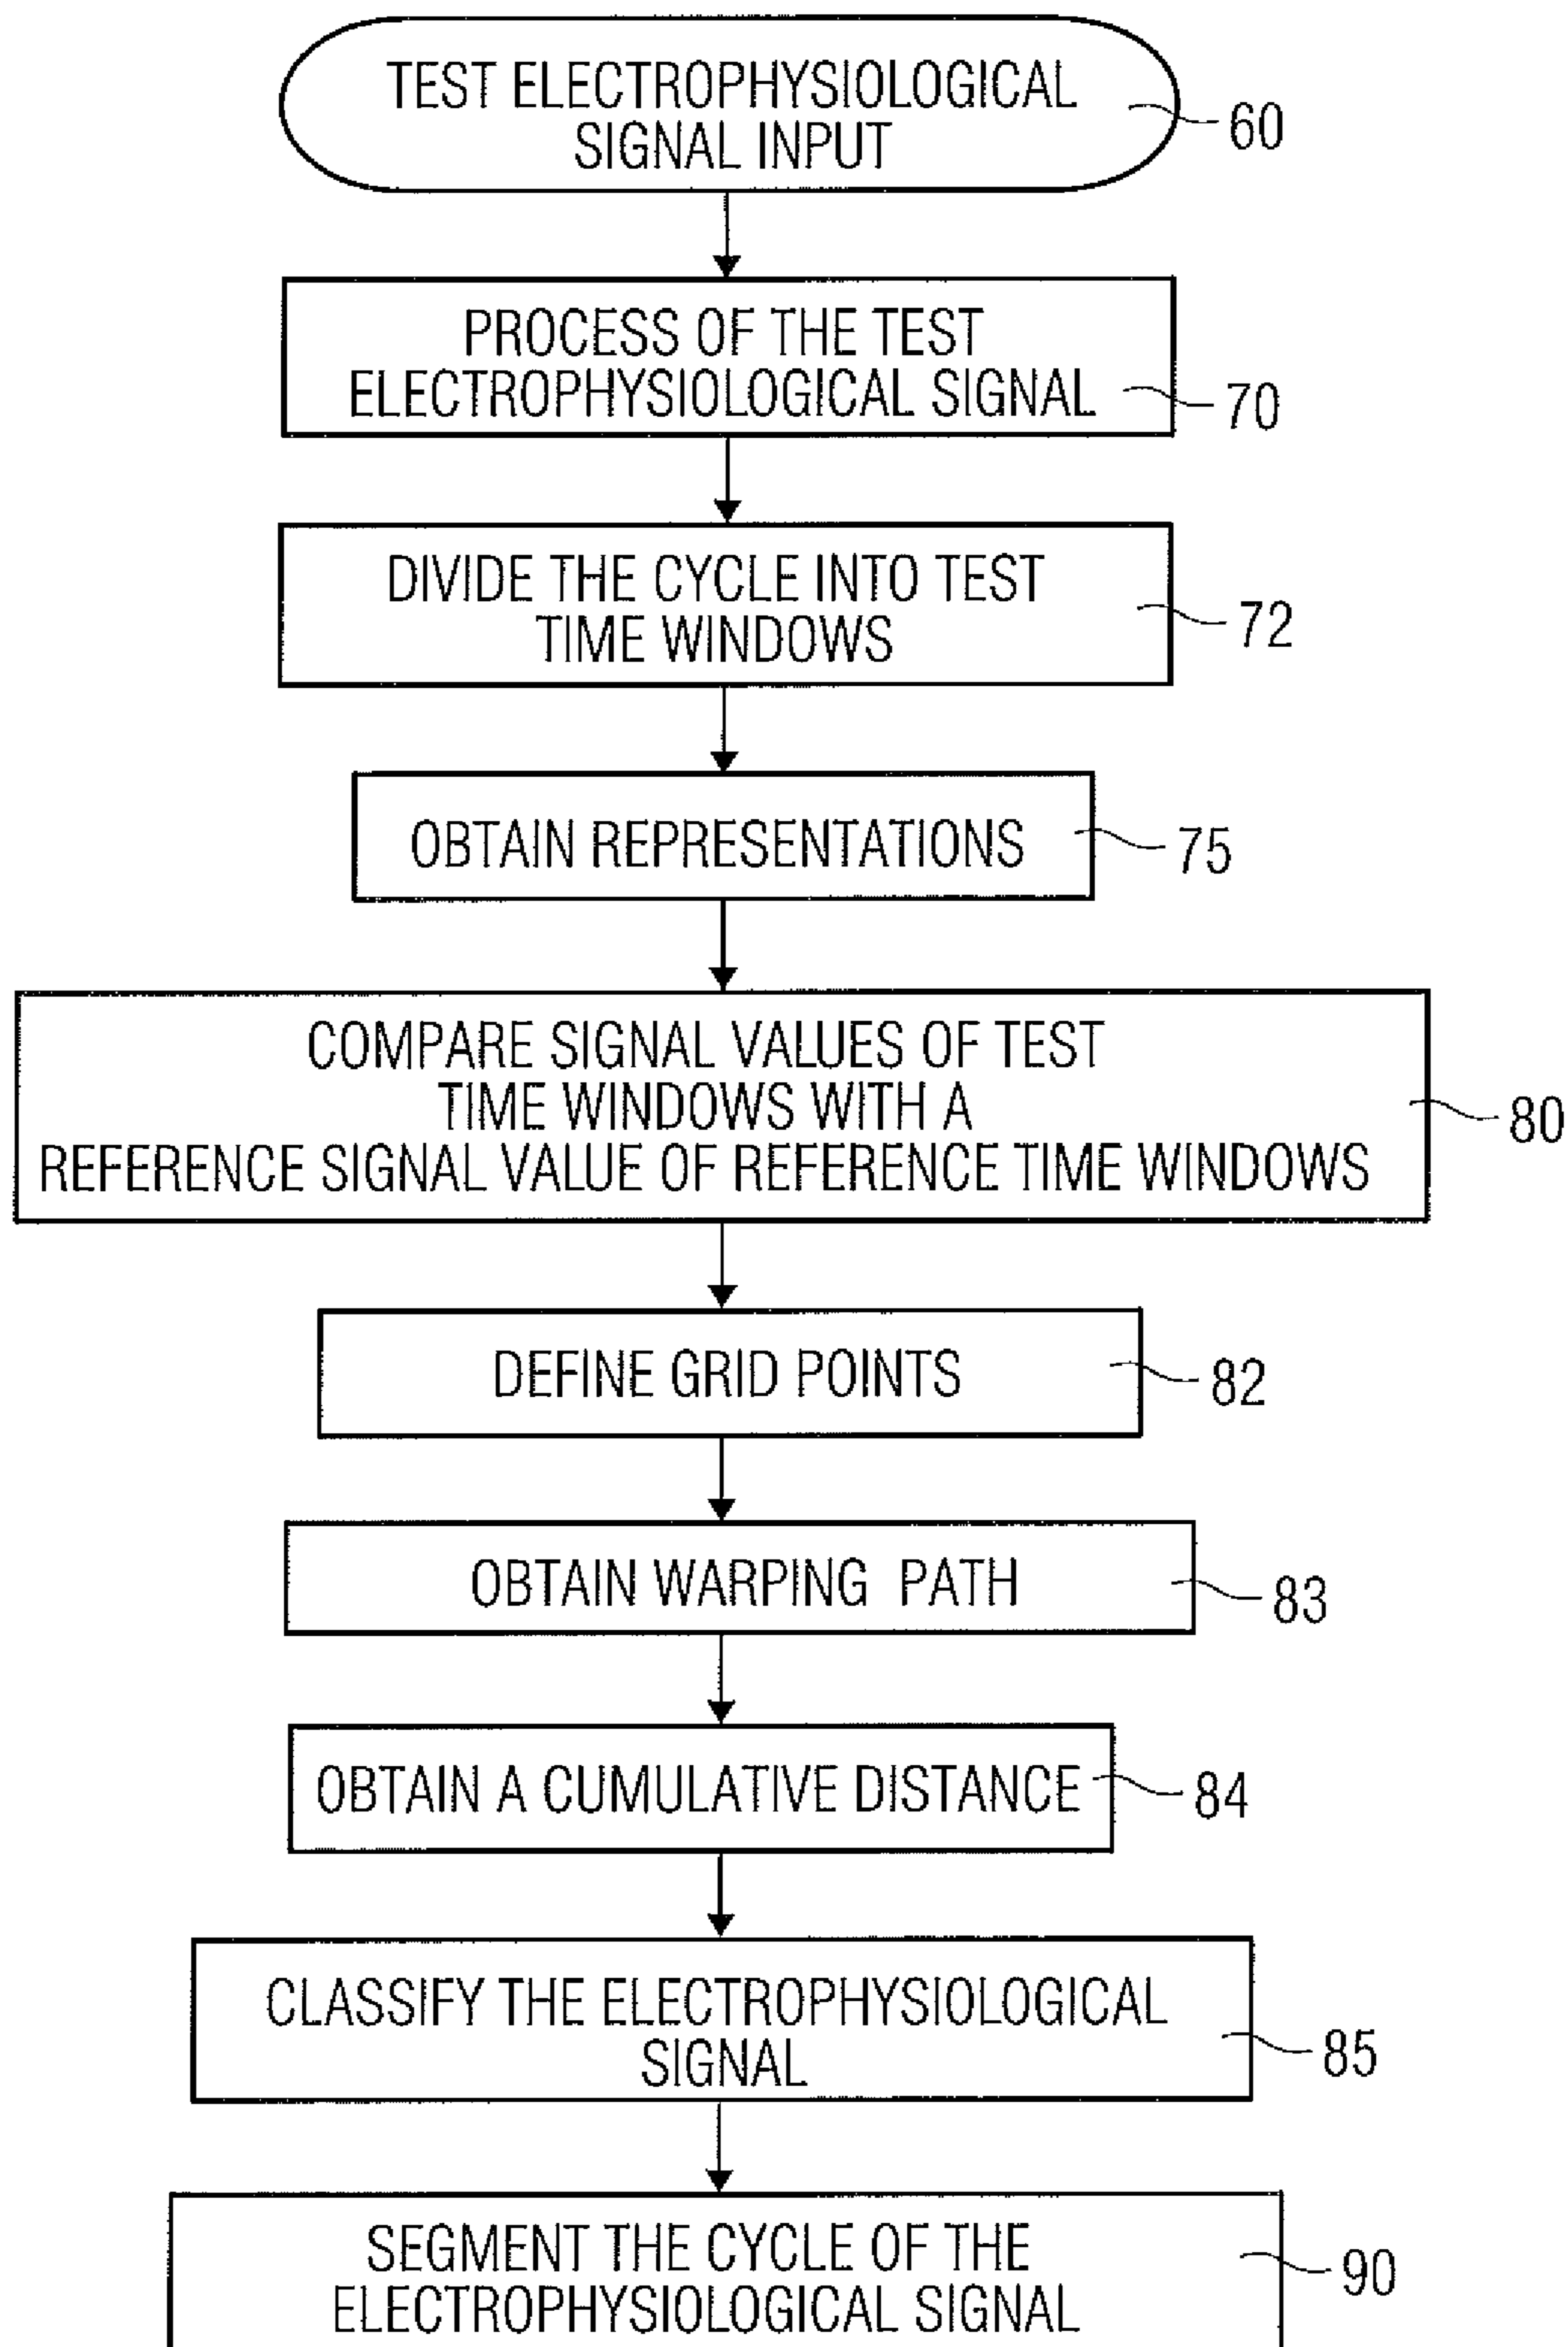 TEST ELECTROPHYSIOLOGICAL
SIGNAL INPUT
60
PROCESS OF THE TEST
ELECTROPHYSIOLOGICAL SIGNAL
70
DIVIDE THE CYCLE INTO TEST
TIME WINDOWS
72
OBTAIN REPRESENTATIONS
75
COMPARE SIGNAL VALUES OF TEST
TIME WINDOWS WITH A
REFERENCE SIGNAL VALUE OF REFERENCE TIME WINDOWS
80
DEFINE GRID POINTS
82
OBTAIN WARPING PATH
83
OBTAIN A CUMULATIVE DISTANCE
84
CLASSIFY THE ELECTROPHYSIOLOGICAL
SIGNAL
85
SEGMENT THE CYCLE OF THE
ELECTROPHYSIOLOGICAL SIGNAL
90